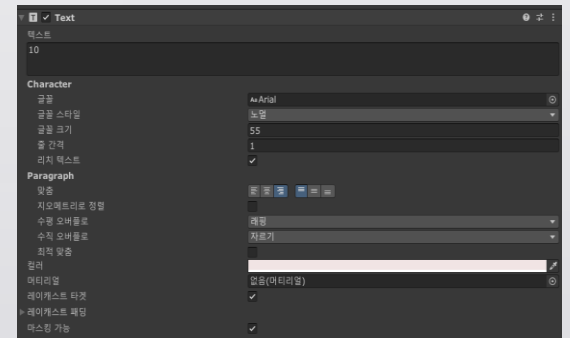 Text
텍스트
10
Character
글꼴 Aa Arial
글꼴 스타일 노멀
글꼴 크기 55
줄 간격 1
리치 텍스트
Paragraph
맞춤
지오메트리로 정렬
수평 오버플로 래핑
수직 오버플로 자르기
최적 맞춤
컬러
머티리얼 없음(머티리얼)
레이캐스트 타겟
레이캐스트 패딩
마스킹 가능